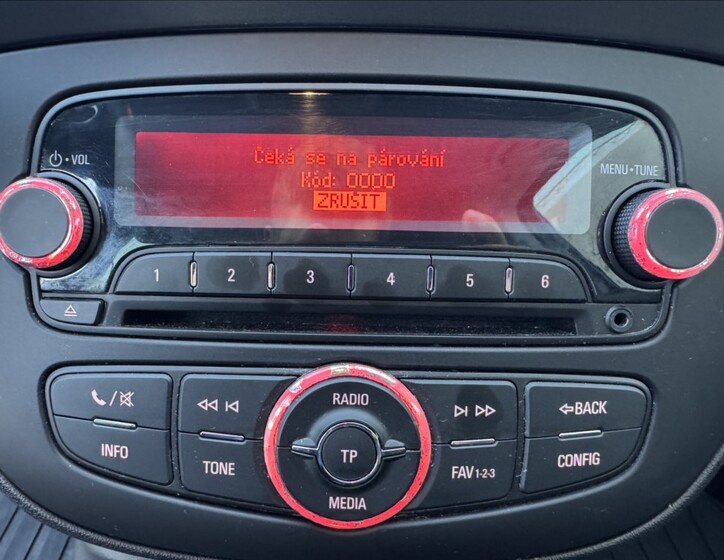 Čeká se na párování
Kód: 0000
ZRUŠIT
VOL
MENU • TUNE
1 2 3 4 5 6
RADIO
BACK
INFO
TONE
TP
FAV 1-2-3
CONFIG
MEDIA